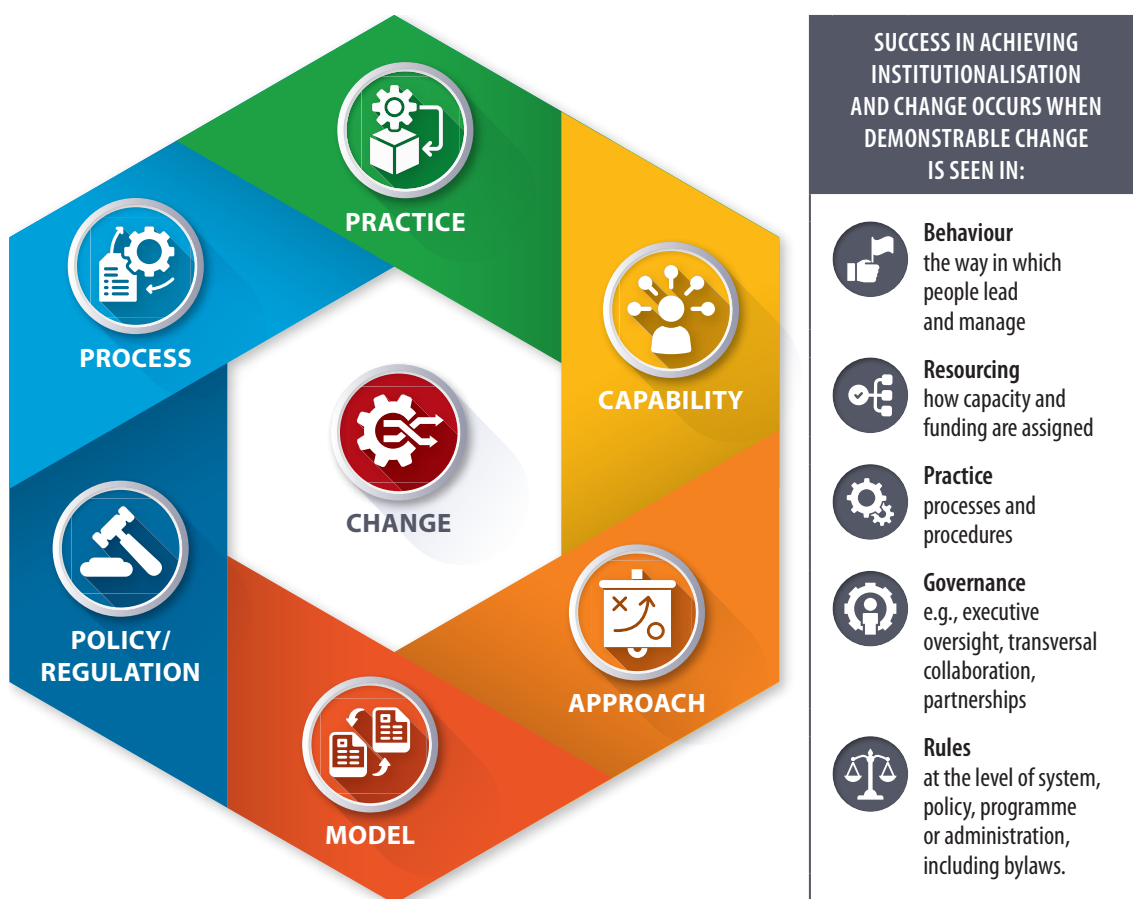 PRACTICE
PROCESS
CAPABILITY
CHANGE
POLICY/
REGULATION
APPROACH
MODEL
SUCCESS IN ACHIEVING
INSTITUTIONALISATION
AND CHANGE OCCURS WHEN
DEMONSTRABLE CHANGE
IS SEEN IN:
Behaviour
the way in which
people lead
and manage
Resourcing
how capacity and
funding are assigned
Practice
processes and
procedures
Governance
e.g., executive
oversight, transversal
collaboration,
partnerships
Rules
at the level of system,
policy, programme
or administration,
including bylaws.